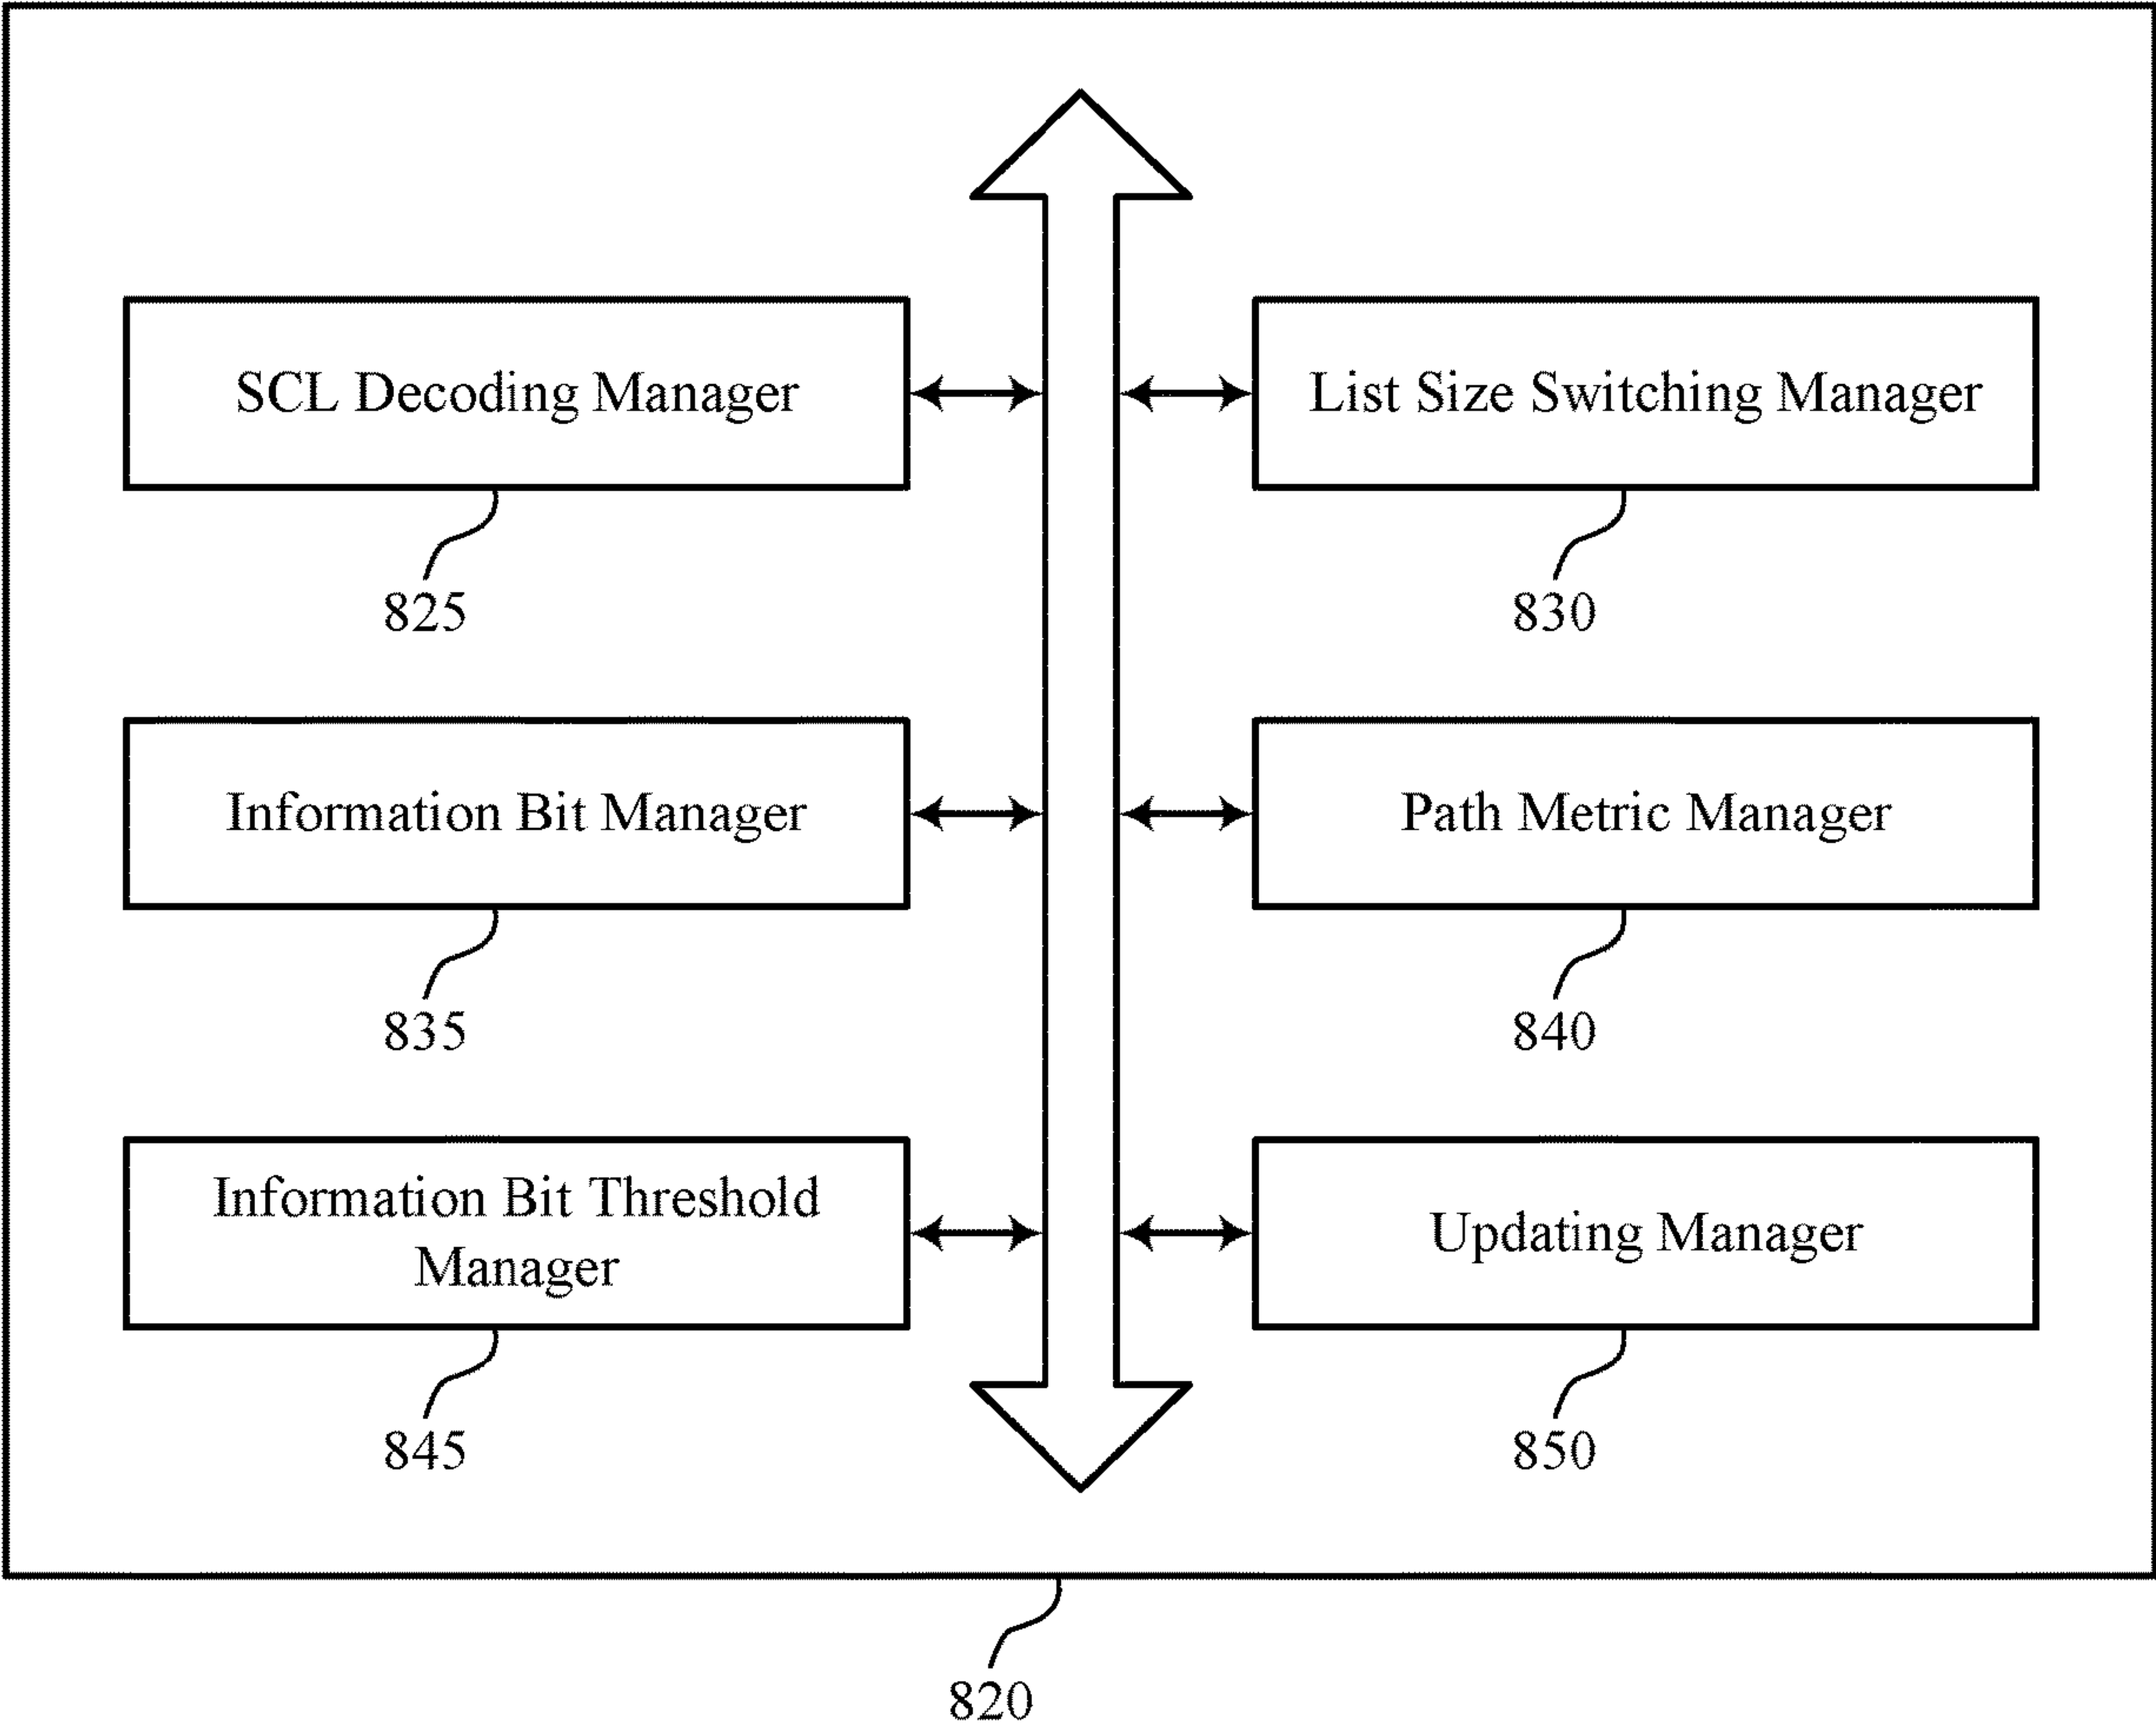 SCL Decoding Manager
List Size Switching Manager
825
830
Information Bit Manager
Path Metric Manager
835
840
Information Bit Threshold
Manager
Updating Manager
845
850
820